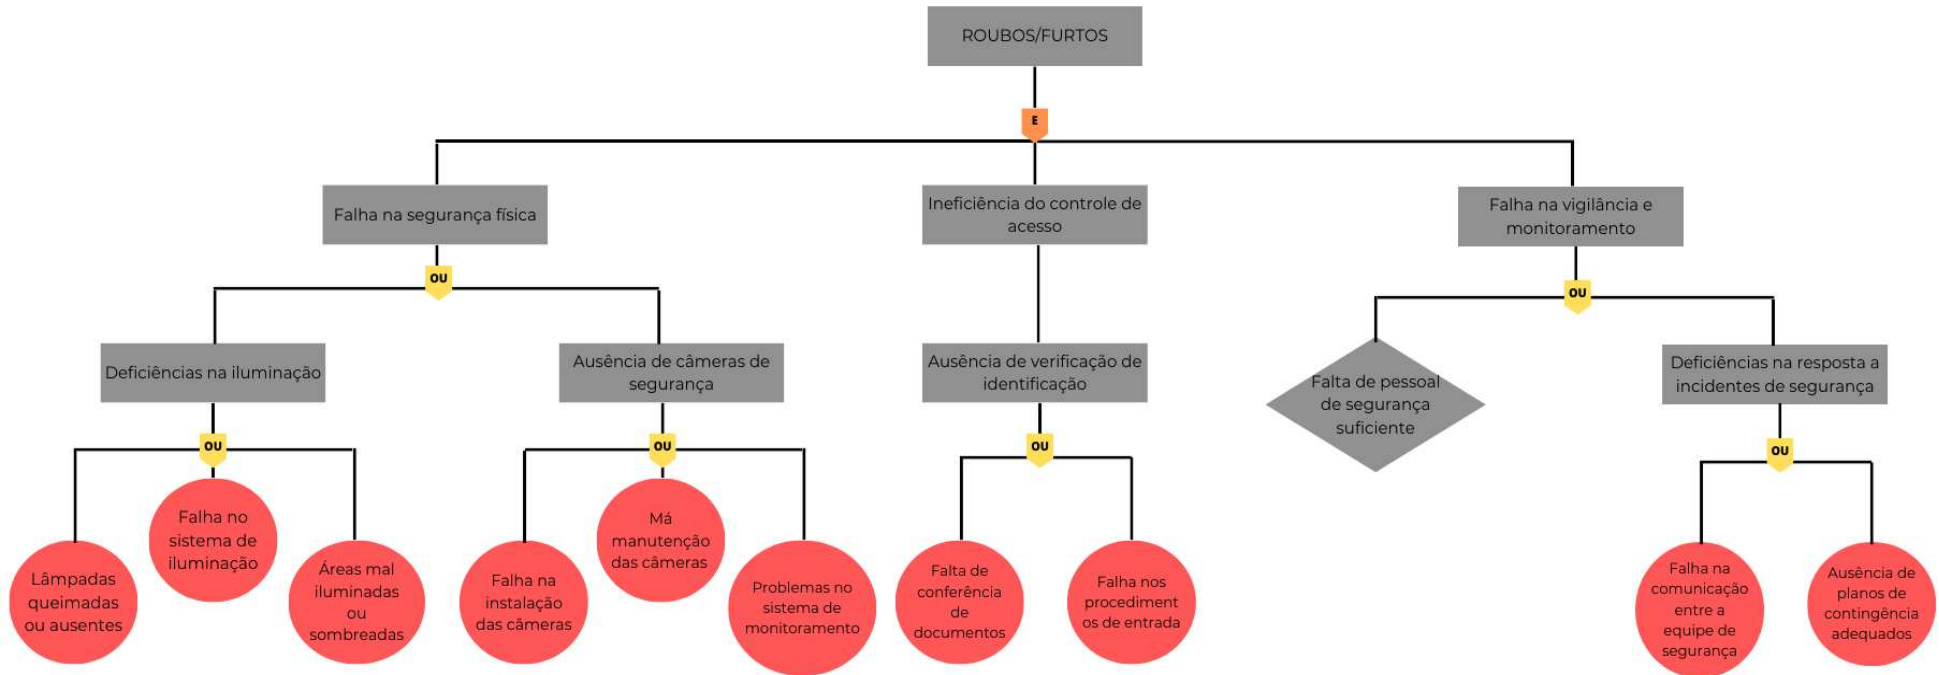 ROUBOS/FURTOS
E
Falha na segurança física
Ineficiência do controle de
acesso
Falha na vigilância e
monitoramento
OU
OU
Deficiências na iluminação
Ausência de câmeras de
segurança
Ausência de verificação de
identificação
Falta de pessoal
de segurança
suficiente
Deficiências na resposta a
incidentes de segurança
OU
OU
OU
OU
Lâmpadas
queimadas
ou ausentes
Falha no
sistema de
iluminação
Áreas mal
iluminadas
ou
sombreadas
Falha na
instalação
das câmeras
Má
manutenção
das câmeras
Problemas no
sistema de
monitoramento
Falta de
conferência
de
documentos
Falha nos
procediment
os de entrada
Falha na
comunicação
entre a
equipe de
segurança
Ausência de
planos de
contingência
adequados